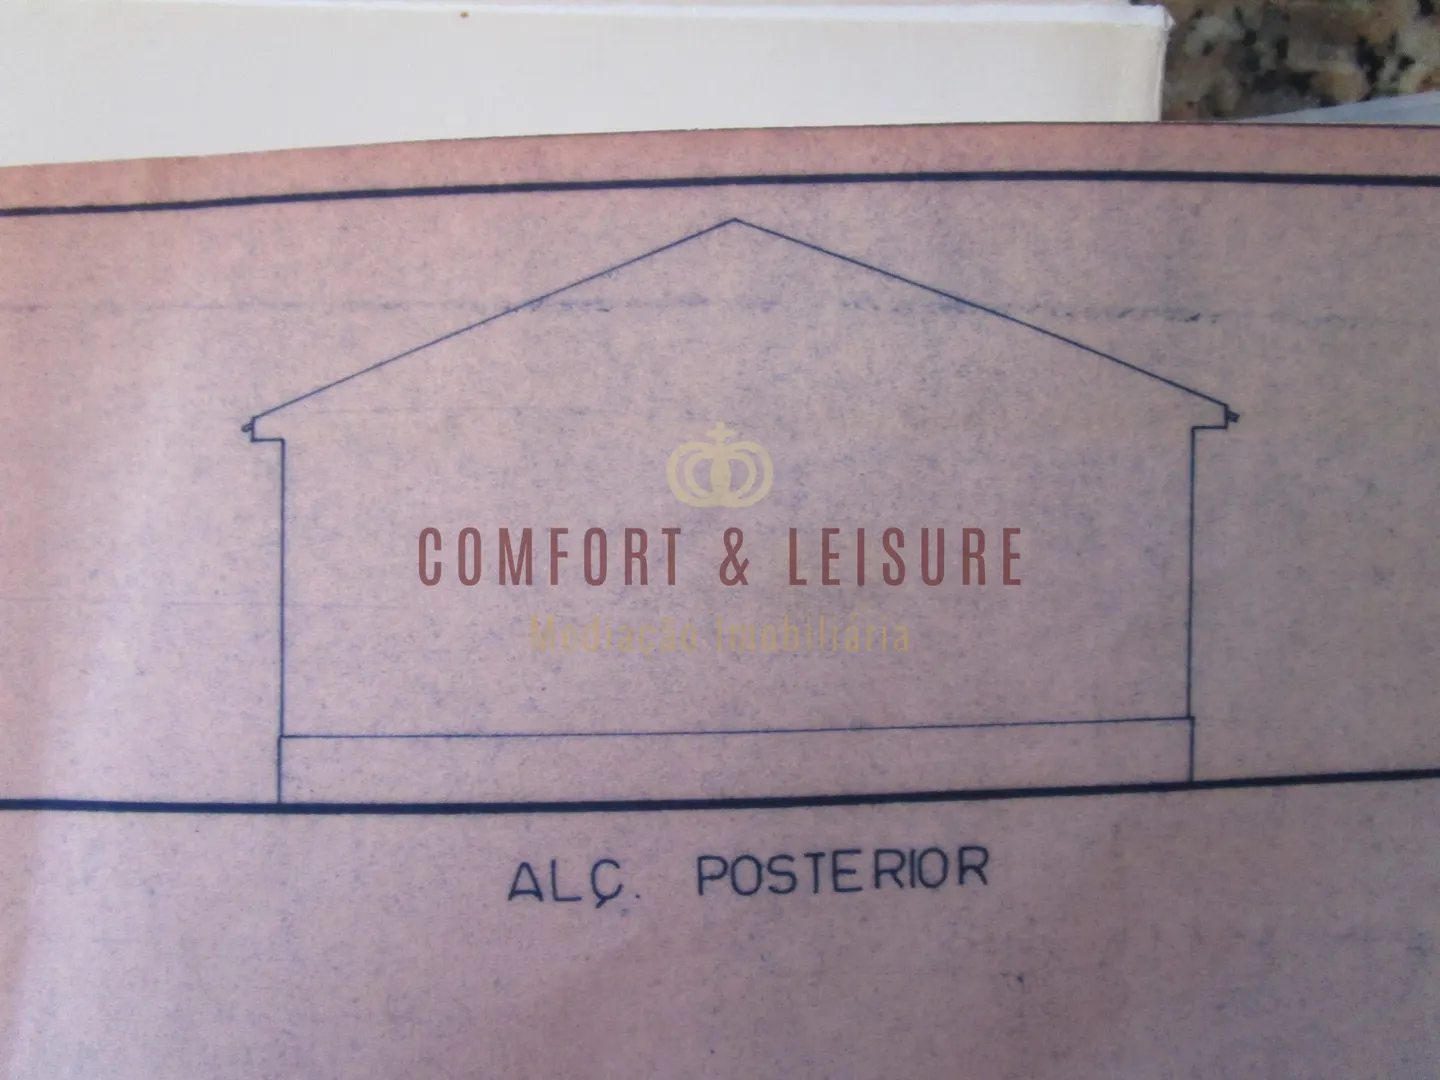 COMFORT & LEISURE
Mediação Imobiliária
ALÇ. POSTERIOR